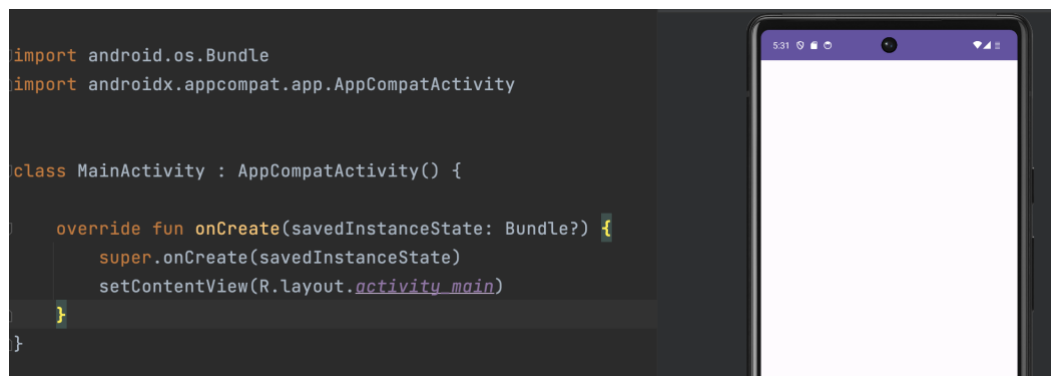 import android.os.Bundle
import androidx.appcompat.app.AppCompatActivity
class MainActivity : AppCompatActivity() {
override fun onCreate(savedInstanceState: Bundle?) {
super.onCreate(savedInstanceState)
setContentView(R.layout.activity_main)
}
}
5:31